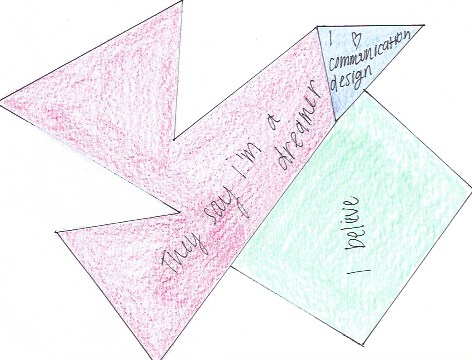 I ♡
communication
design
They say i'm a
dreamer
I believe